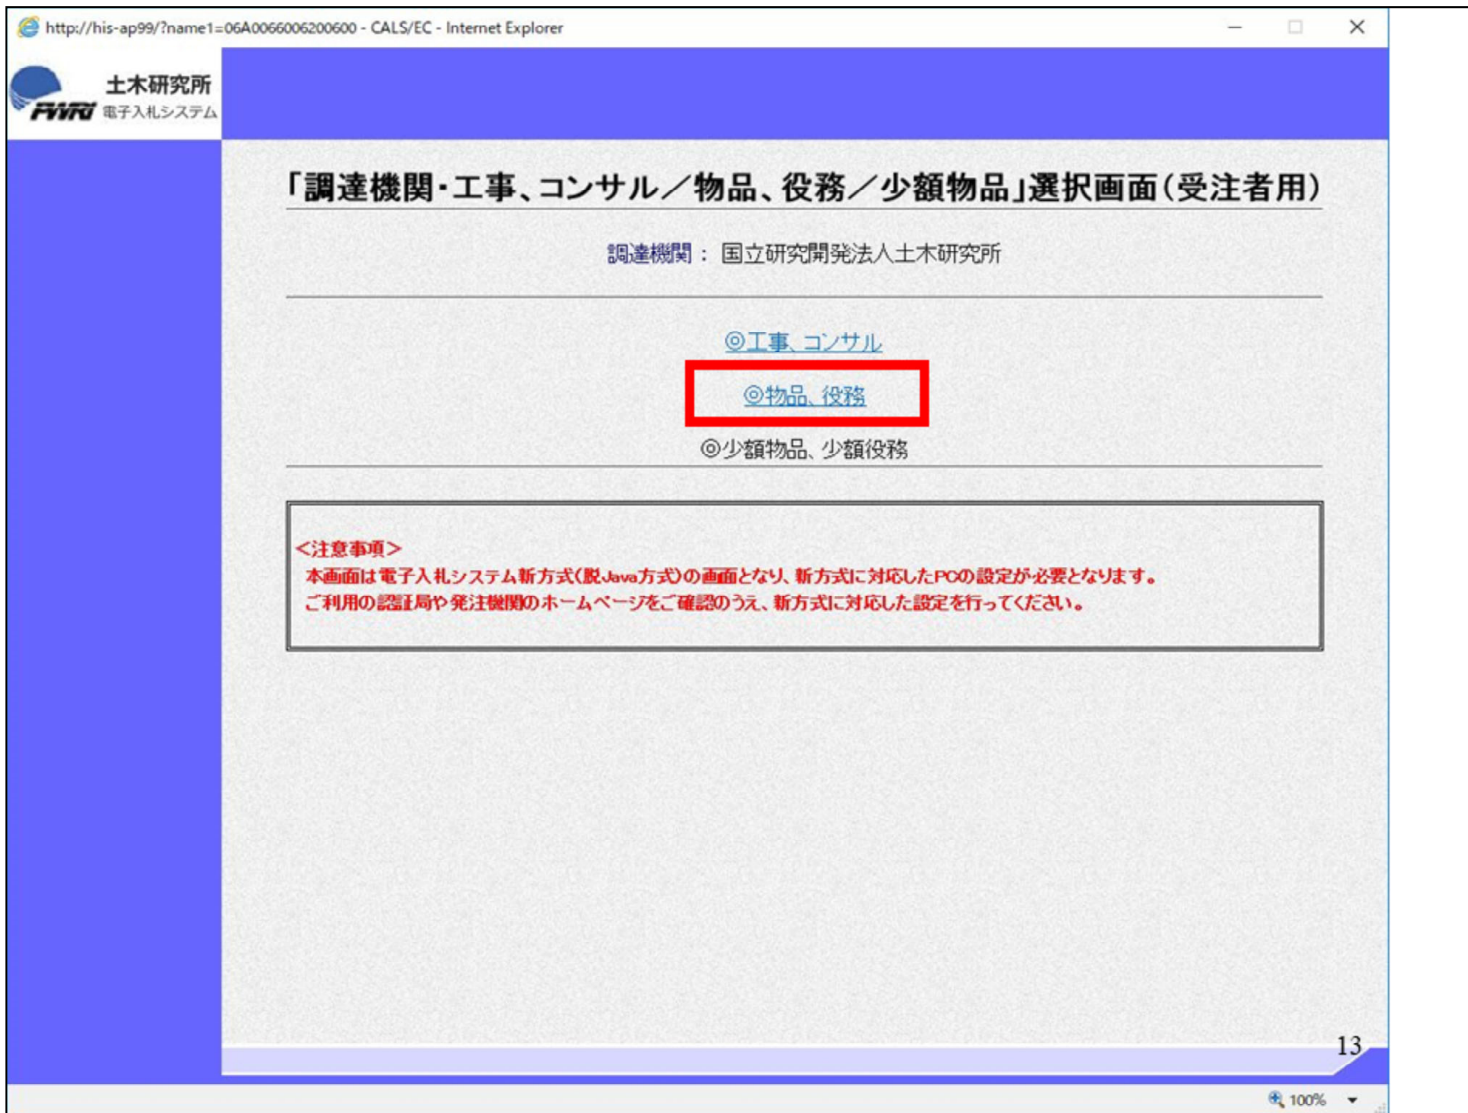 http://his-ap99/?name1=06A0066006200600 - CALS/EC - Internet Explorer
土木研究所
PWRI 電子入札システム
「調達機関・工事、コンサル／物品、役務／少額物品」選択画面(受注者用)
調達機関： 国立研究開発法人土木研究所
◎工事、コンサル
◎物品、役務
◎少額物品、少額役務
＜注意事項＞
本画面は電子入札システム新方式(脱Java方式)の画面となり、新方式に対応したPCの設定が必要となります。
ご利用の認証局や発注機関のホームページをご確認のうえ、新方式に対応した設定を行ってください。
13
100%